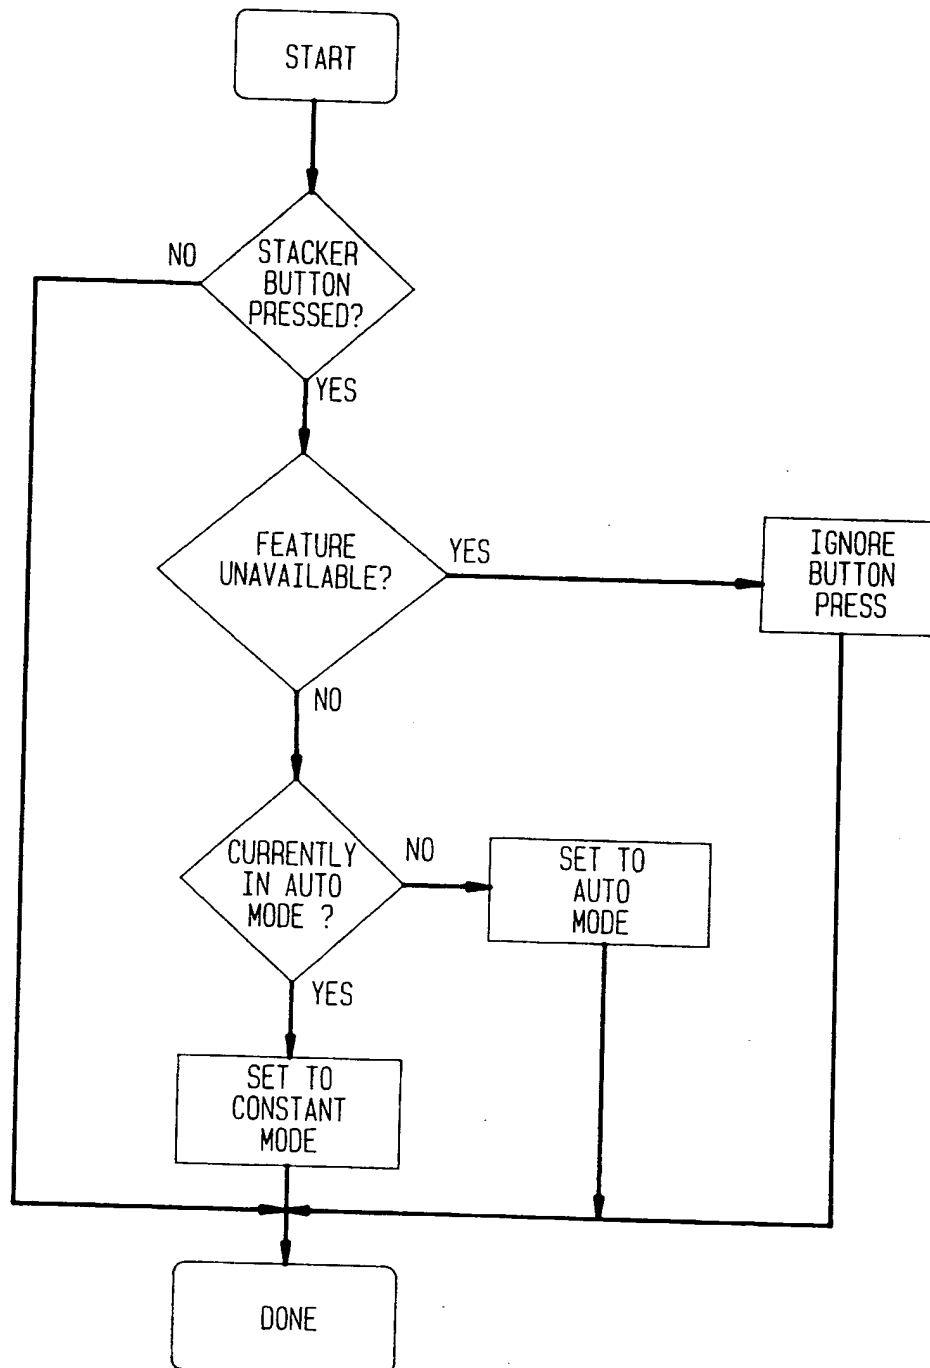 START
NO
STACKER
BUTTON
PRESSED?
YES
FEATURE
UNAVAILABLE?
YES
IGNORE
BUTTON
PRESS
NO
CURRENTLY
IN AUTO
MODE ?
NO
SET TO
AUTO
MODE
YES
SET TO
CONSTANT
MODE
DONE